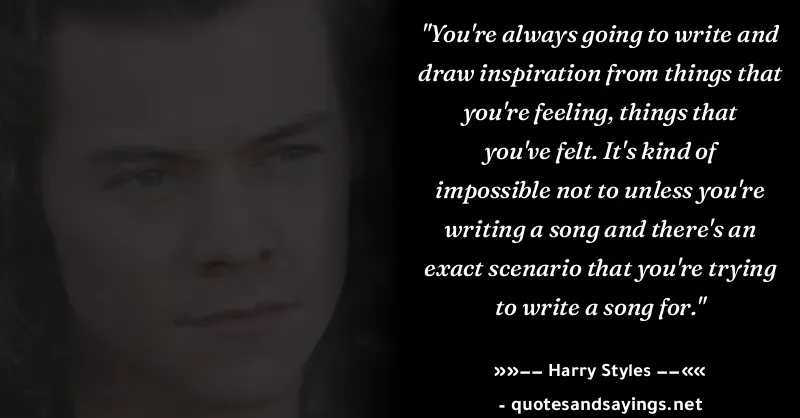 "You're always going to write and
draw inspiration from things that
you're feeling, things that
you've felt. It's kind of
impossible not to unless you're
writing a song and there's an
exact scenario that you're trying
to write a song for."
»»−− Harry Styles −−««
- quotesandsayings.net